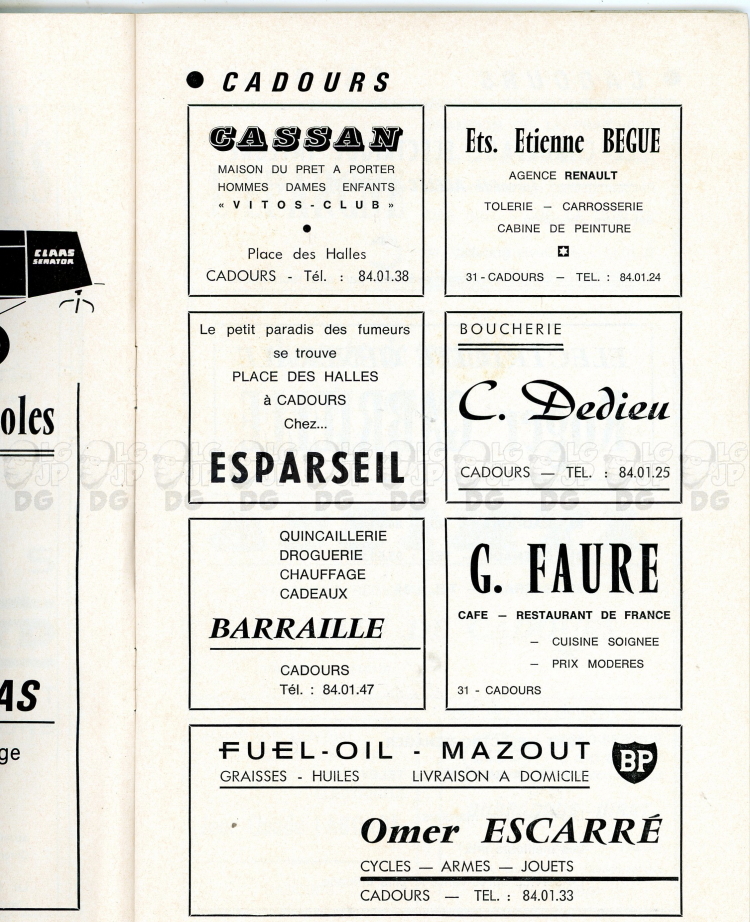 CLAAS
SENATOR
oles
AS
ge
● CADOURS
CASSAN
MAISON DU PRET A PORTER
HOMMES DAMES ENFANTS
« VITOS-CLUB »
Place des Halles
CADOURS - Tél. : 84.01.38
Ets. Etienne BEGUE
AGENCE RENAULT
TOLERIE — CARROSSERIE
CABINE DE PEINTURE
31 - CADOURS — TEL. : 84.01.24
Le petit paradis des fumeurs
se trouve
PLACE DES HALLES
à CADOURS
Chez...
ESPARSEIL
BOUCHERIE
C. Dedieu
CADOURS — TEL. : 84.01.25
QUINCAILLERIE
DROGUERIE
CHAUFFAGE
CADEAUX
BARRAILLE
CADOURS
Tél. : 84.01.47
G. FAURE
CAFE — RESTAURANT DE FRANCE
— CUISINE SOIGNEE
— PRIX MODERES
31 - CADOURS
FUEL-OIL - MAZOUT
BP
GRAISSES - HUILES LIVRAISON A DOMICILE
Omer ESCARRÉ
CYCLES — ARMES — JOUETS
CADOURS — TEL. : 84.01.33